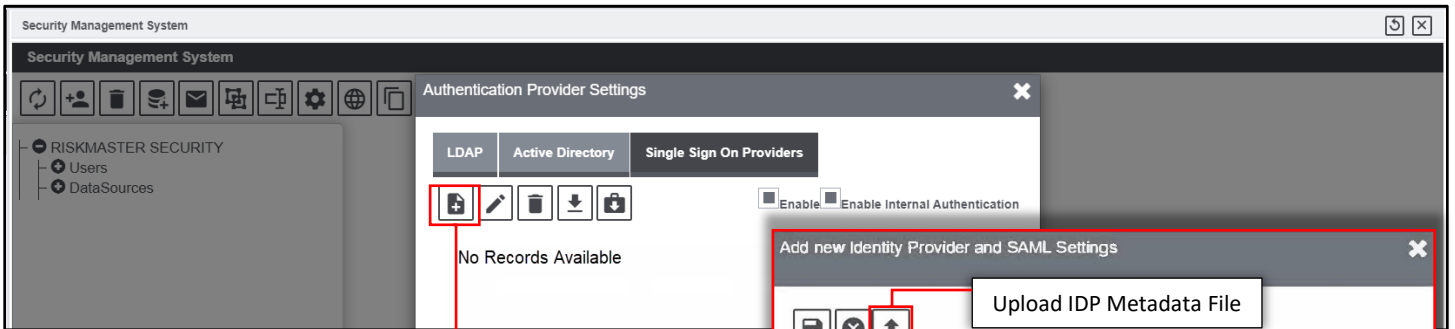 Security Management System
Security Management System
Authentication Provider Settings
RISKMASTER SECURITY
Users
DataSources
LDAP Active Directory Single Sign On Providers
Enable Enable Internal Authentication
No Records Available
Add new Identity Provider and SAML Settings
Upload IDP Metadata File